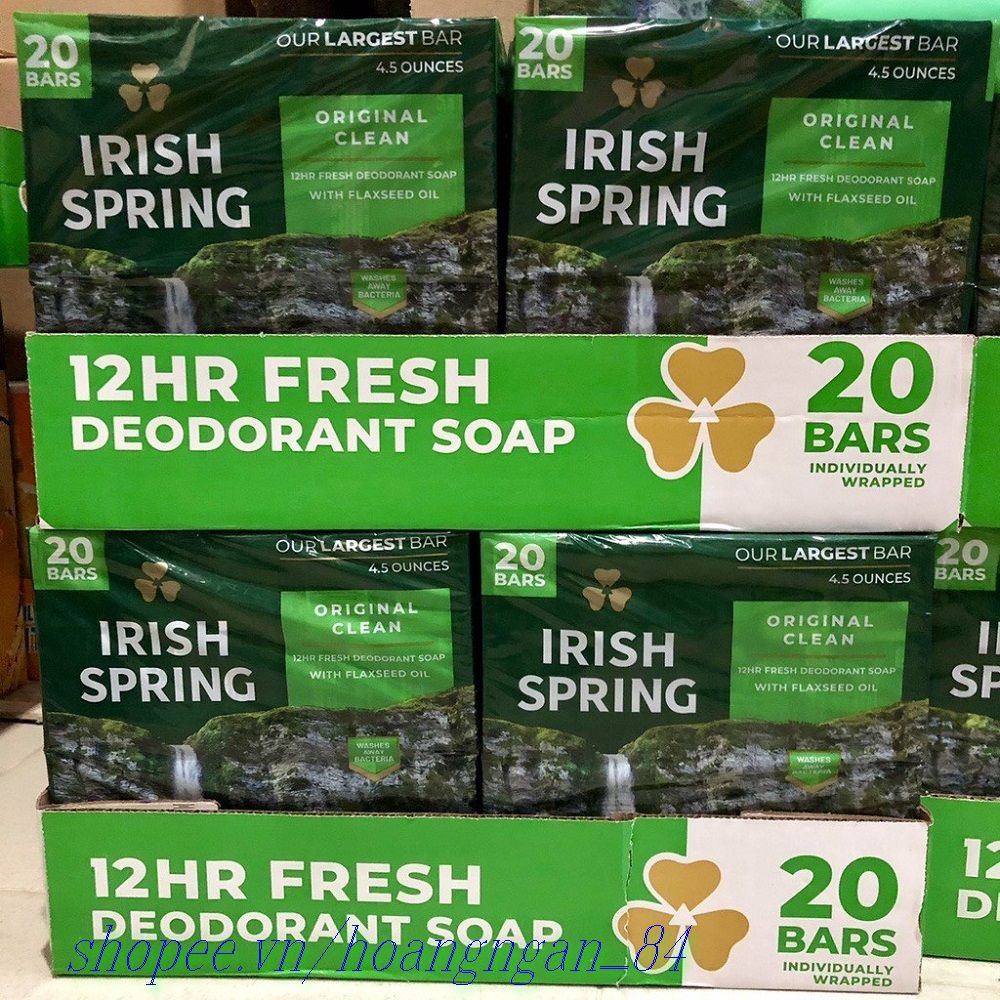 20
BARS
OUR LARGEST BAR
4.5 OUNCES
IRISH
SPRING
ORIGINAL
CLEAN
12HR FRESH DEODORANT SOAP
WITH FLAXSEED OIL
WASHES
AWAY
BACTERIA
20
BARS
OUR LARGEST BAR
4.5 OUNCES
IRISH
SPRING
ORIGINAL
CLEAN
12HR FRESH DEODORANT SOAP
WITH FLAXSEED OIL
WASHES
AWAY
BACTERIA
12HR FRESH
DEODORANT SOAP
20
BARS
INDIVIDUALLY
WRAPPED
20
BARS
OUR LARGEST BAR
4.5 OUNCES
IRISH
SPRING
ORIGINAL
CLEAN
12HR FRESH DEODORANT SOAP
WITH FLAXSEED OIL
WASHES
AWAY
BACTERIA
20
BARS
OUR LARGEST BAR
4.5 OUNCES
IRISH
SPRING
ORIGINAL
CLEAN
12HR FRESH DEODORANT SOAP
WITH FLAXSEED OIL
WASHES
AWAY
BACTERIA
20
BARS
I
SP
12HR FRESH
DEODORANT SOAP
20
BARS
INDIVIDUALLY
WRAPPED
12
D
shopee.vn/hoangngan_84